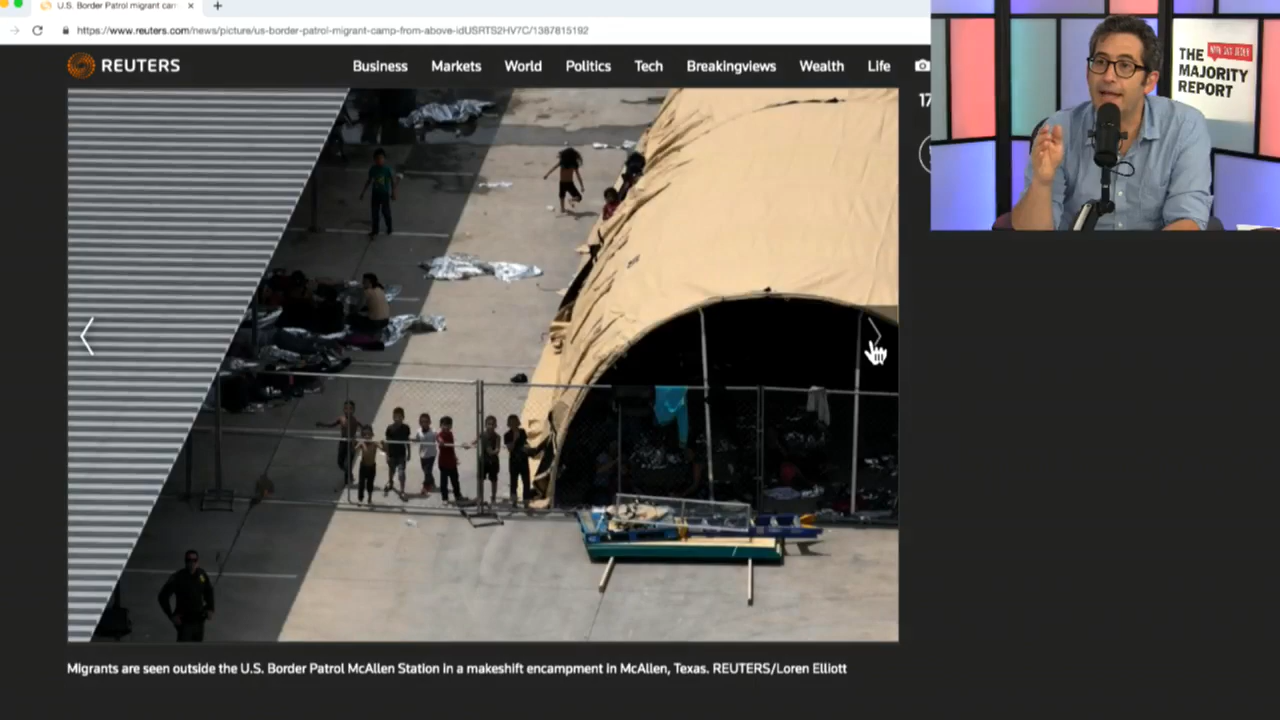 U.S. Border Patrol migrant cam
https://www.reuters.com/news/picture/us-border-patrol-migrant-camp-from-above-idUSRTS2HV7C/1387815192
REUTERS
Business Markets World Politics Tech Breakingviews Wealth Life
17
THE
MAJORITY
REPORT
Migrants are seen outside the U.S. Border Patrol McAllen Station in a makeshift encampment in McAllen, Texas. REUTERS/Loren Elliott